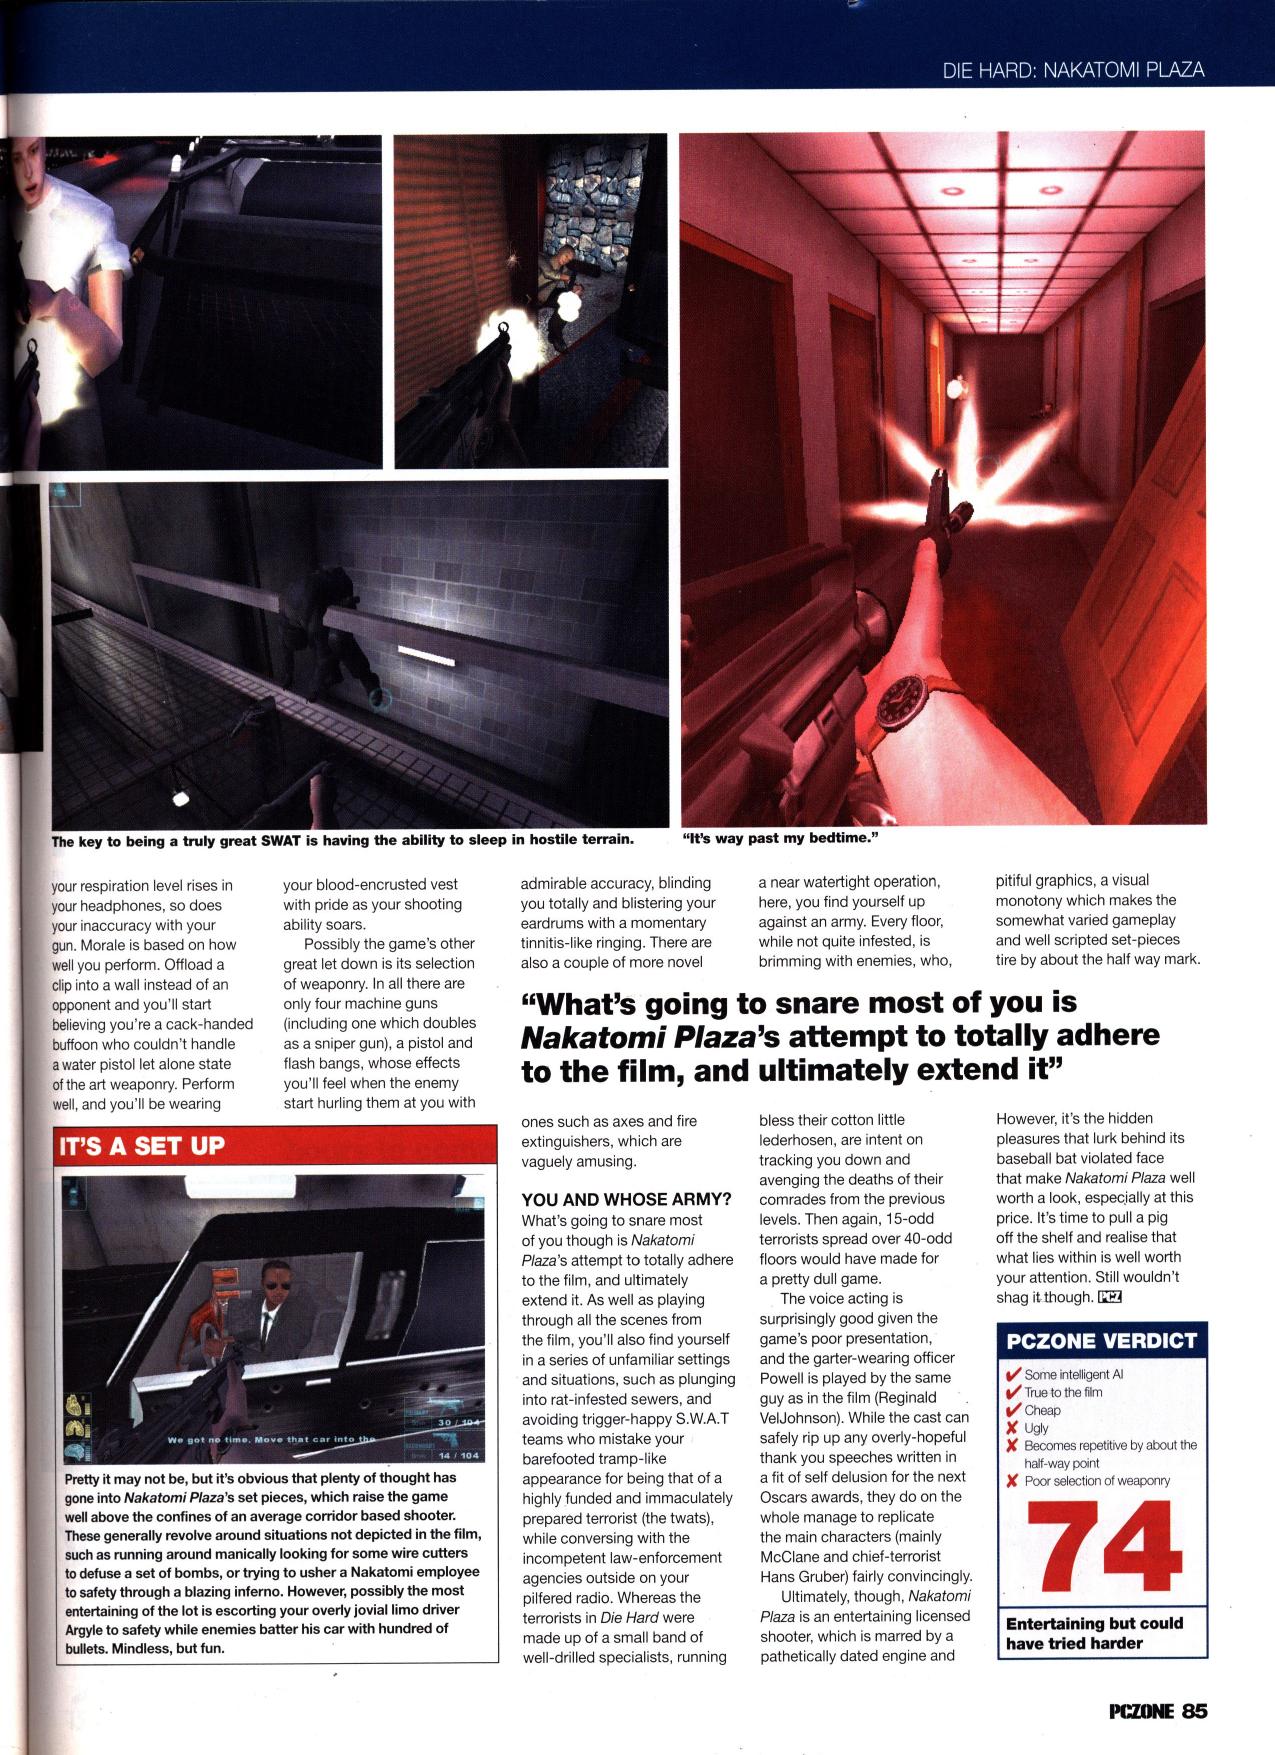 DIE HARD: NAKATOMI PLAZA
The key to being a truly great SWAT is having the ability to sleep in hostile terrain.
“It’s way past my bedtime.”
your respiration level rises in
your headphones, so does
your inaccuracy with your
gun. Morale is based on how
well you perform. Offload a
clip into a wall instead of an
opponent and you’ll start
believing you’re a cack-handed
buffoon who couldn’t handle
a water pistol let alone state
of the art weaponry. Perform
well, and you’ll be wearing
your blood-encrusted vest
with pride as your shooting
ability soars.
Possibly the game’s other
great let down is its selection
of weaponry. In all there are
only four machine guns
(including one which doubles
as a sniper gun), a pistol and
flash bangs, whose effects
you’ll feel when the enemy
start hurling them at you with
admirable accuracy, blinding
you totally and blistering your
eardrums with a momentary
tinnitis-like ringing. There are
also a couple of more novel
“What’s going to snare most of you is
Nakatomi Plaza’s attempt to totally adhere
to the film, and ultimately extend it”
ones such as axes and fire
extinguishers, which are
vaguely amusing.
YOU AND WHOSE ARMY?
What’s going to snare most
of you though is Nakatomi
Plaza’s attempt to totally adhere
to the film, and ultimately
extend it. As well as playing
through all the scenes from
the film, you’ll also find yourself
in a series of unfamiliar settings
and situations, such as plunging
into rat-infested sewers, and
avoiding trigger-happy S.W.A.T
teams who mistake your
barefooted tramp-like
appearance for being that of a
highly funded and immaculately
prepared terrorist (the twats),
while conversing with the
incompetent law-enforcement
agencies outside on your
pilfered radio. Whereas the
terrorists in Die Hard were
made up of a small band of
well-drilled specialists, running
a near watertight operation,
here, you find yourself up
against an army. Every floor,
while not quite infested, is
brimming with enemies, who,
bless their cotton little
lederhosen, are intent on
tracking you down and
avenging the deaths of their
comrades from the previous
levels. Then again, 15-odd
terrorists spread over 40-odd
floors would have made for
a pretty dull game.
The voice acting is
surprisingly good given the
game’s poor presentation,
and the garter-wearing officer
Powell is played by the same
guy as in the film (Reginald
VelJohnson). While the cast can
safely rip up any overly-hopeful
thank you speeches written in
a fit of self delusion for the next
Oscars awards, they do on the
whole manage to replicate
the main characters (mainly
McClane and chief-terrorist
Hans Gruber) fairly convincingly.
Ultimately, though, Nakatomi
Plaza is an entertaining licensed
shooter, which is marred by a
pathetically dated engine and
pitiful graphics, a visual
monotony which makes the
somewhat varied gameplay
and well scripted set-pieces
tire by about the half way mark.
However, it’s the hidden
pleasures that lurk behind its
baseball bat violated face
that make Nakatomi Plaza well
worth a look, especially at this
price. It’s time to pull a pig
off the shelf and realise that
what lies within is well worth
your attention. Still wouldn’t
shag it though. PCZ
IT’S A SET UP
We got no time. Move that car into the
30 / 104
14 / 104
Pretty it may not be, but it’s obvious that plenty of thought has
gone into Nakatomi Plaza’s set pieces, which raise the game
well above the confines of an average corridor based shooter.
These generally revolve around situations not depicted in the film,
such as running around manically looking for some wire cutters
to defuse a set of bombs, or trying to usher a Nakatomi employee
to safety through a blazing inferno. However, possibly the most
entertaining of the lot is escorting your overly jovial limo driver
Argyle to safety while enemies batter his car with hundred of
bullets. Mindless, but fun.
PCZONE VERDICT
✔ Some intelligent AI
✔ True to the film
✔ Cheap
✘ Ugly
✘ Becomes repetitive by about the
half-way point
✘ Poor selection of weaponry
74
Entertaining but could
have tried harder
PCZONE 85